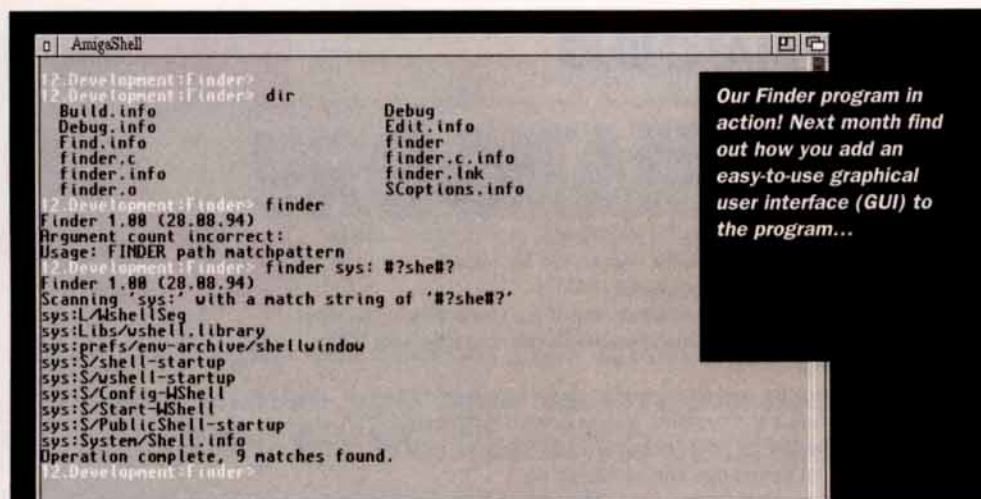 AmigaShell
12.Development:Finder>
12.Development:Finder> dir
Build.info Debug
Debug.info Edit.info
Find.info finder
finder.c finder.c.info
finder.info finder.lnk
finder.o SCoptions.info
12.Development:Finder> finder
Finder 1.00 (28.08.94)
Argument count incorrect:
Usage: FINDER path matchpattern
12.Development:Finder> finder sys: #?she#?
Finder 1.00 (28.08.94)
Scanning 'sys:' with a match string of '#?she#?'
sys:L/WshellSeg
sys:Libs/wshell.library
sys:prefs/env-archive/shellwindow
sys:S/shell-startup
sys:S/wshell-startup
sys:S/Config-WShell
sys:S/Start-WShell
sys:S/PublicShell-startup
sys:System/Shell.info
Operation complete, 9 matches found.
12.Development:Finder>
Our Finder program in
action! Next month find
out how you add an
easy-to-use graphical
user interface (GUI) to
the program...